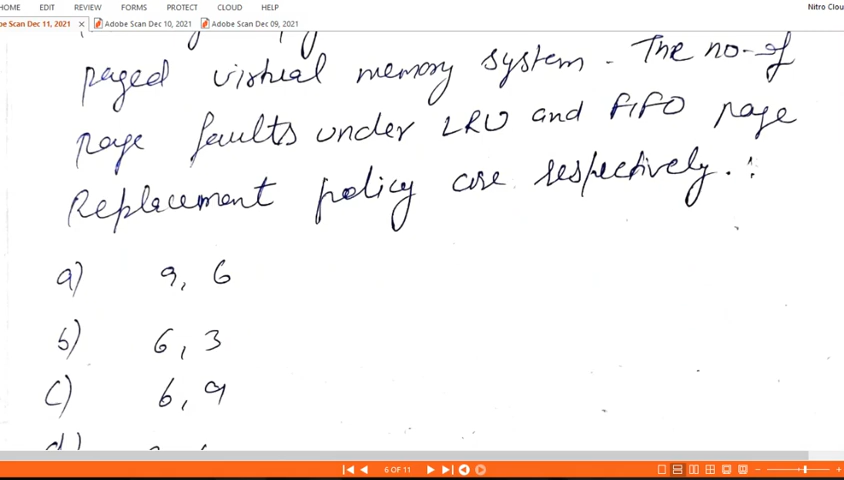 HOME EDIT REVIEW FORMS PROTECT CLOUD HELP Nitro Clou
be Scan Dec 11, 2021 × Adobe Scan Dec 10, 2021 Adobe Scan Dec 09, 2021
paged virtual memory system. The no. of
page faults under LRU and FIFO page
Replacement policy are respectively.
a) 9, 6
b) 6, 3
c) 6, 9
d)
6 OF 11